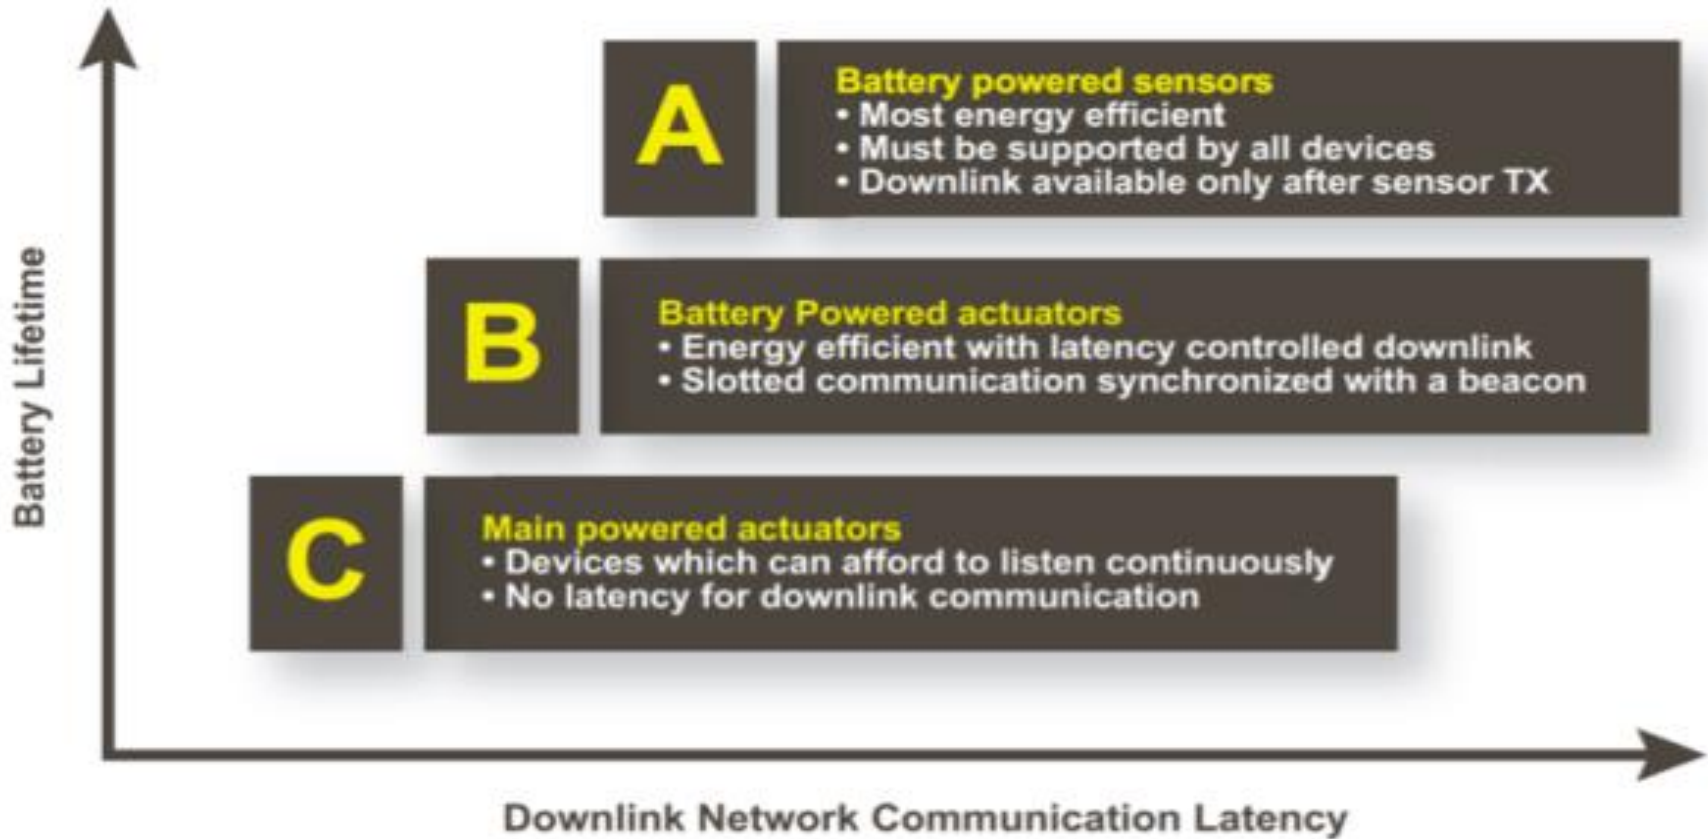 Battery Lifetime
A
Battery powered sensors
• Most energy efficient
• Must be supported by all devices
• Downlink available only after sensor TX
B
Battery Powered actuators
• Energy efficient with latency controlled downlink
• Slotted communication synchronized with a beacon
C
Main powered actuators
• Devices which can afford to listen continuously
• No latency for downlink communication
Downlink Network Communication Latency